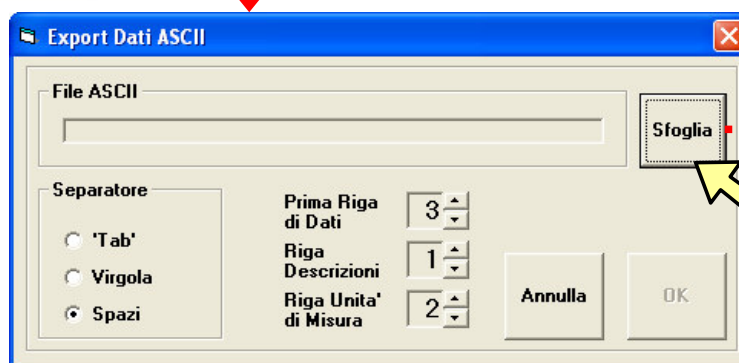 Export Dati ASCII
File ASCII
Sfoglia
Separatore
'Tab'
Virgola
Spazi
Prima Riga
di Dati
3
Riga
Descrizioni
1
Riga Unita'
di Misura
2
Annulla
OK